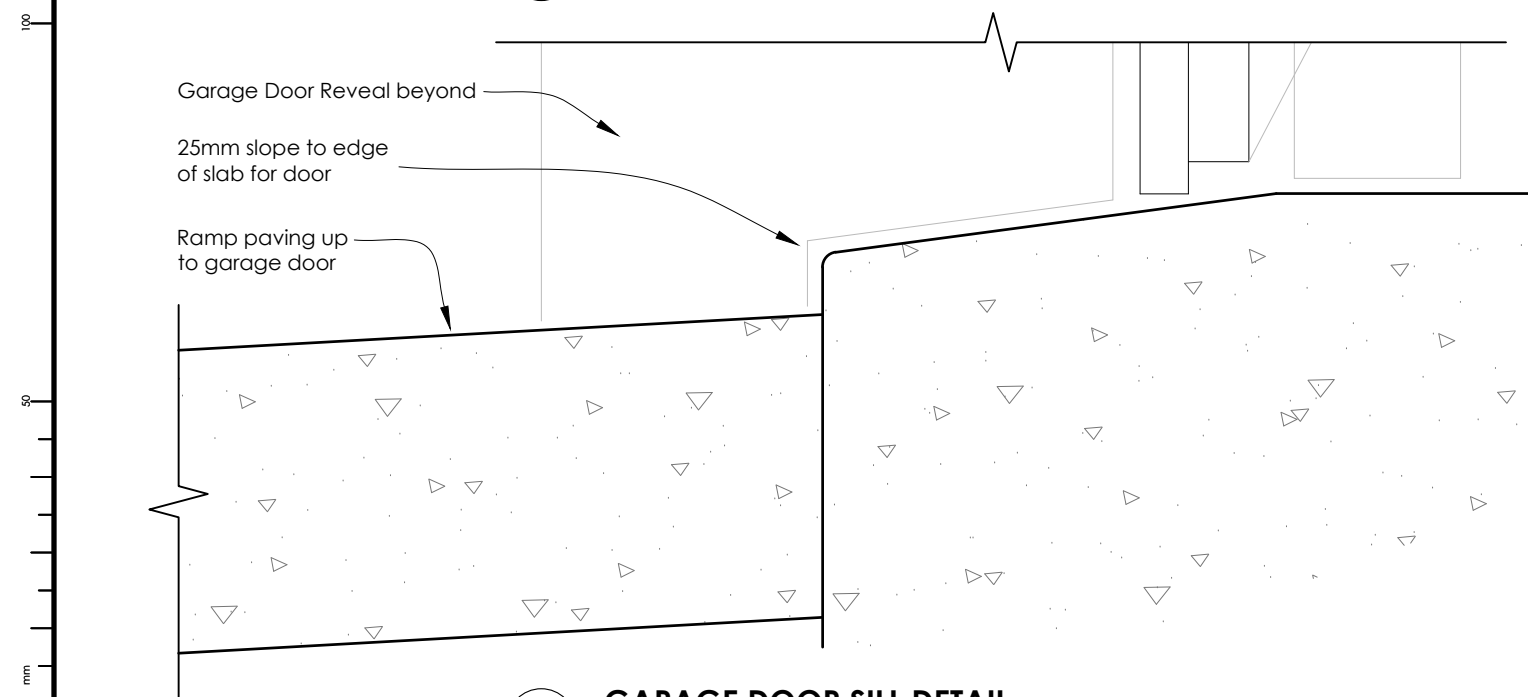 100
Garage Door Reveal beyond
25mm slope to edge
of slab for door
Ramp paving up
to garage door
50
mm
GARAGE DOOR SILL DETAIL